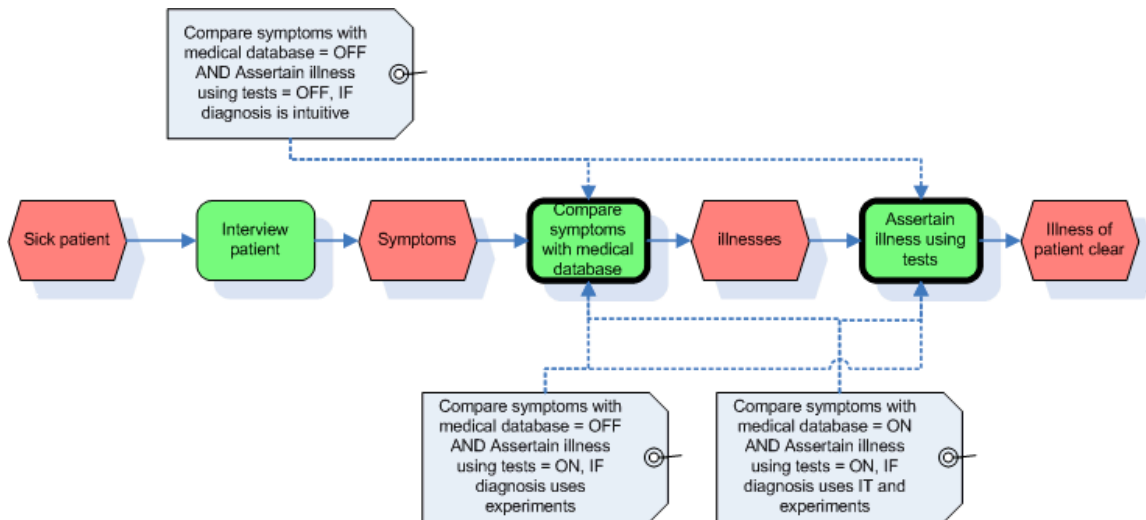 Compare symptoms with
medical database = OFF
AND Assertain illness
using tests = OFF, IF
diagnosis is intuitive
Sick patient
Interview
patient
Symptoms
Compare
symptoms
with medical
database
illnesses
Assertain
illness using
tests
Illness of
patient clear
Compare symptoms with
medical database = OFF
AND Assertain illness
using tests = ON, IF
diagnosis uses
experiments
Compare symptoms with
medical database = ON
AND Assertain illness
using tests = ON, IF
diagnosis uses IT and
experiments